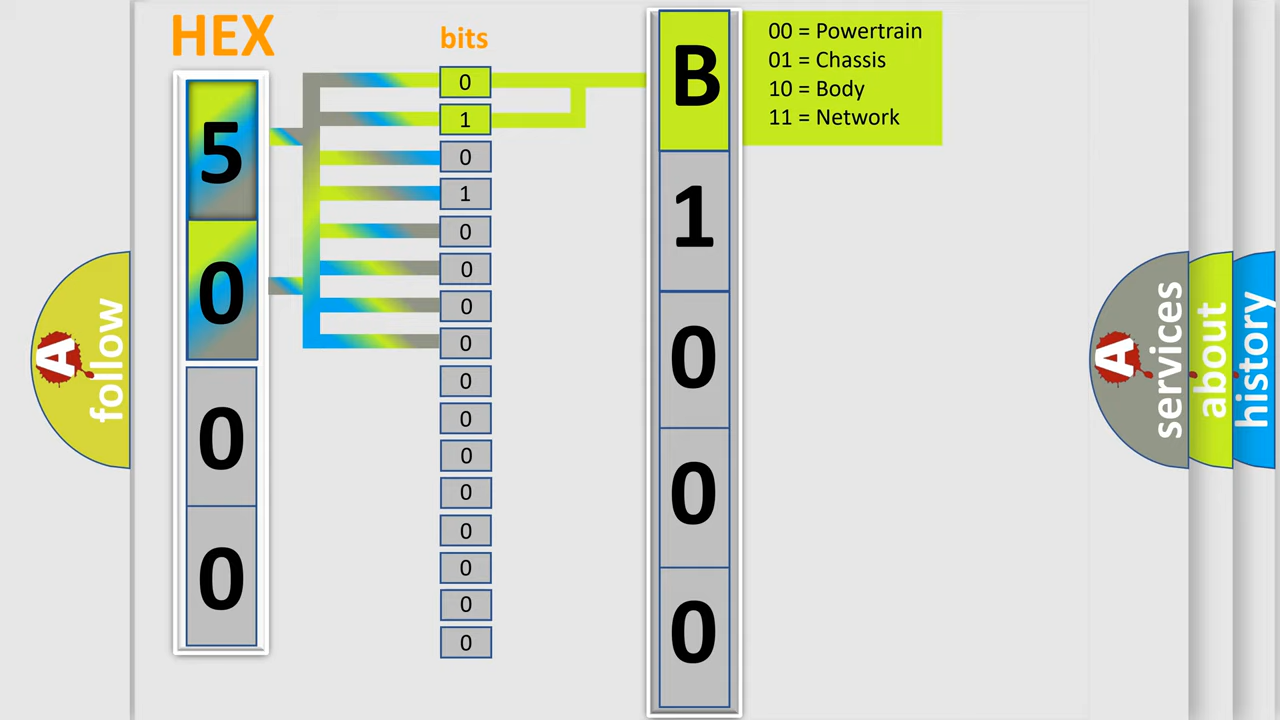 HEX
bits
5
0
0
0
0
1
0
1
0
0
0
0
0
0
0
0
0
0
0
0
B
1
0
0
0
00 = Powertrain
01 = Chassis
10 = Body
11 = Network
A
follow
A
services
about
history